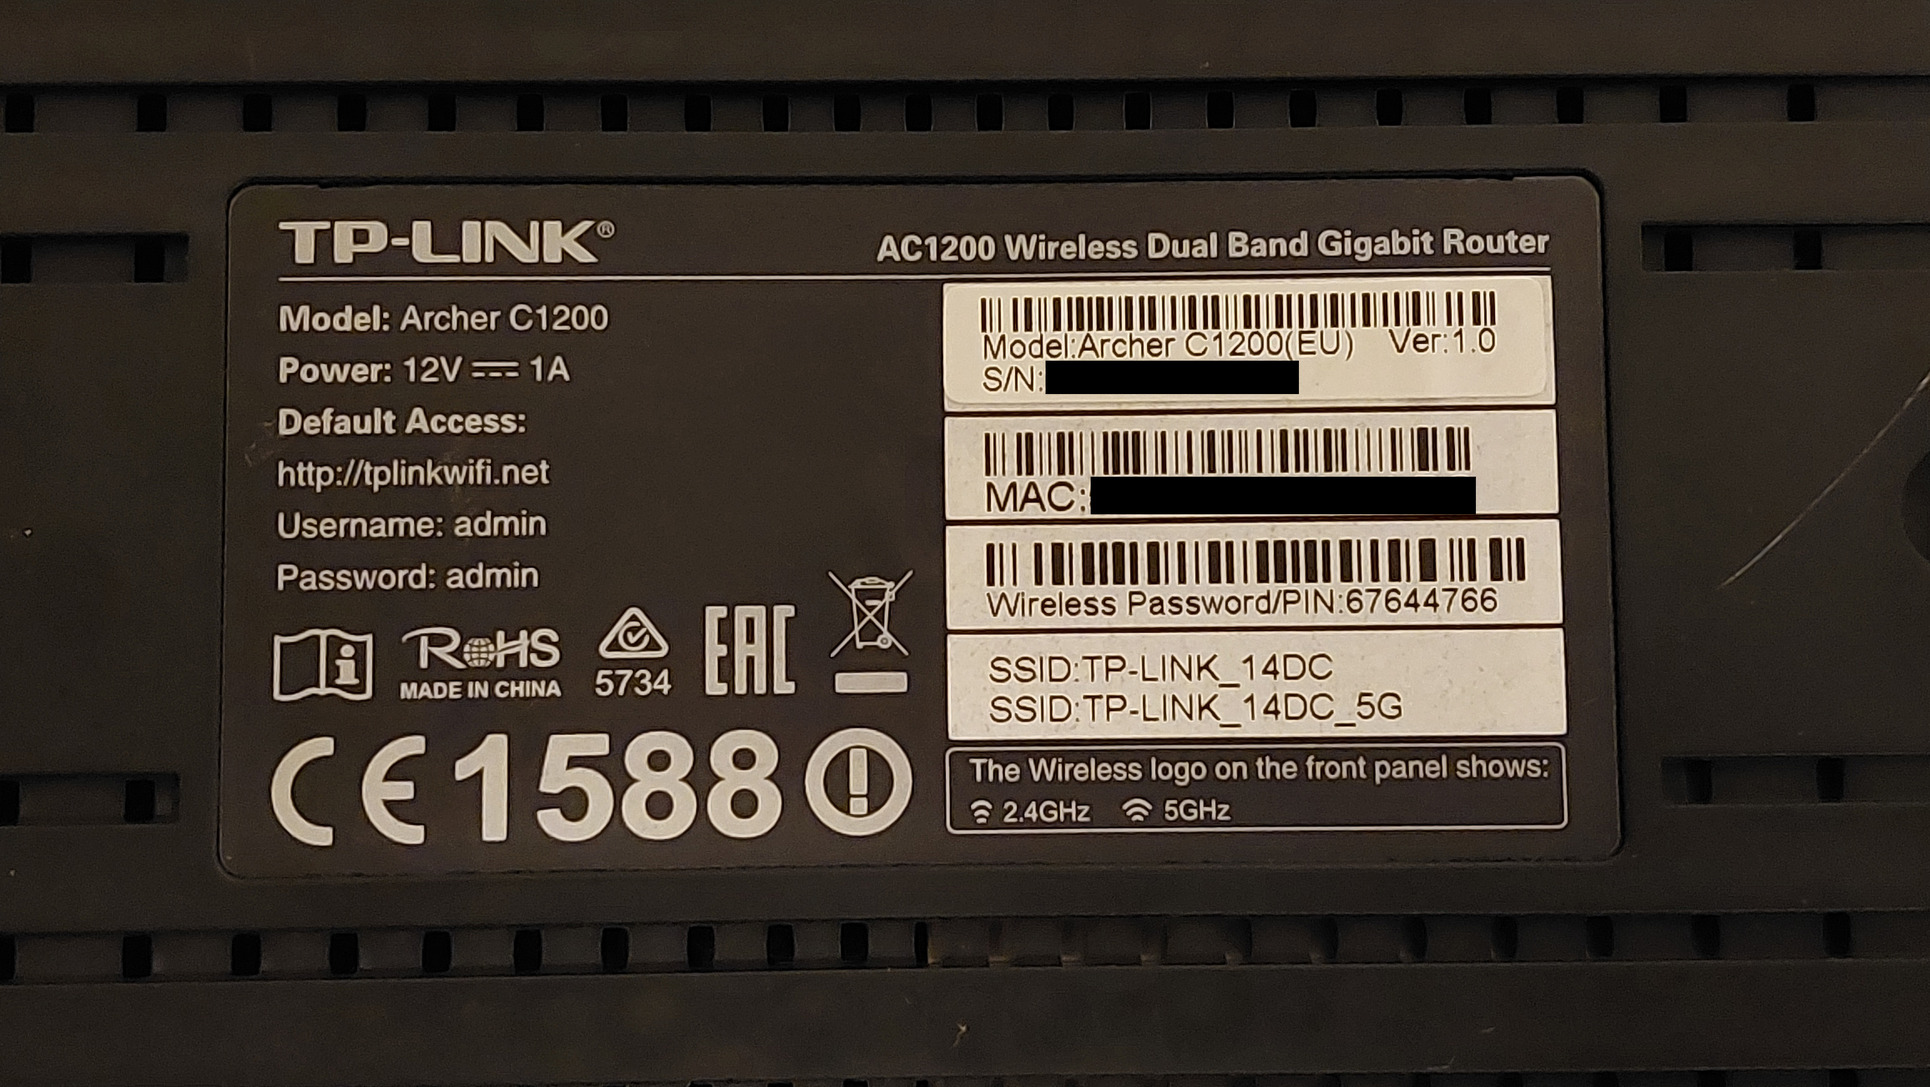 TP-LINK®
AC1200 Wireless Dual Band Gigabit Router
Model: Archer C1200
Power: 12V ⎓ 1A
Default Access:
http://tplinkwifi.net
Username: admin
Password: admin
RoHS
MADE IN CHINA
5734
EAC
CE1588
Model:Archer C1200(EU) Ver:1.0
S/N:
MAC:
Wireless Password/PIN:67644766
SSID:TP-LINK_14DC
SSID:TP-LINK_14DC_5G
The Wireless logo on the front panel shows:
2.4GHz 5GHz